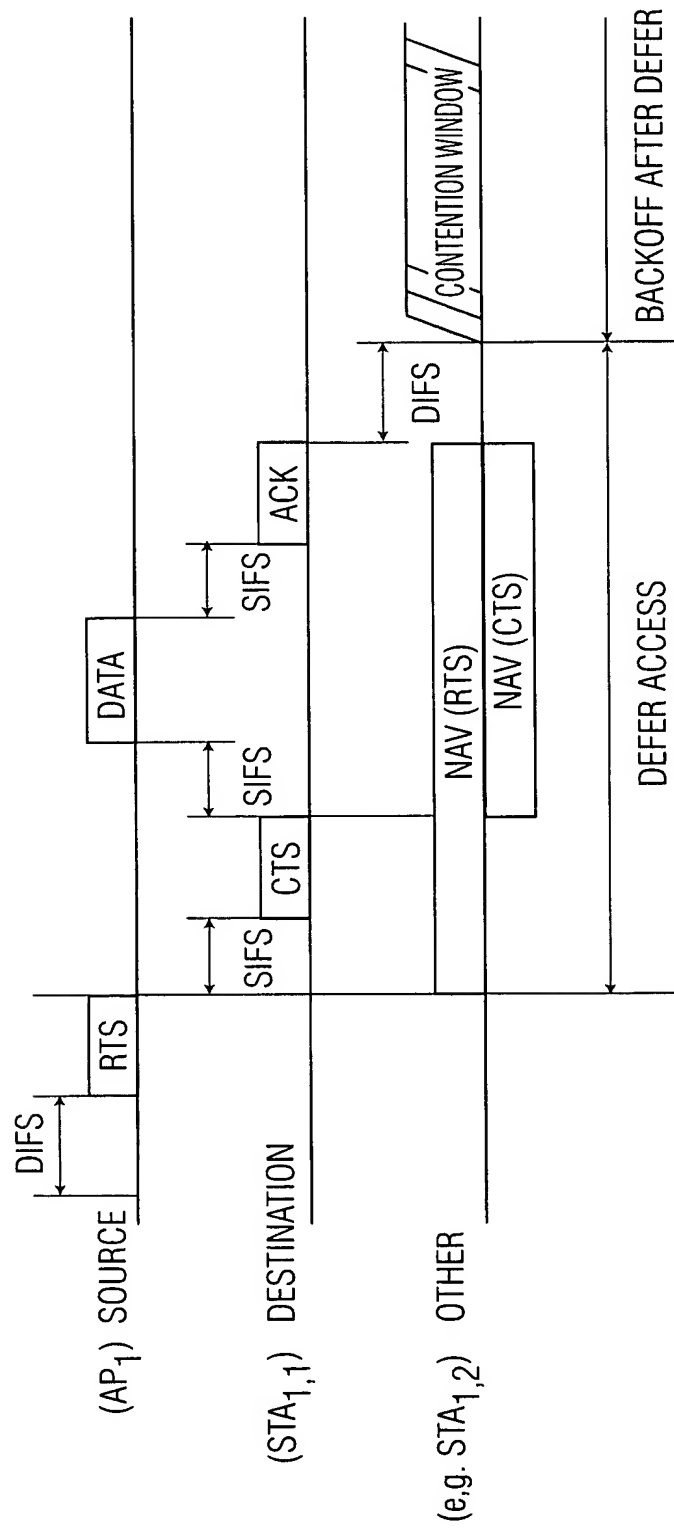 DIFS
(AP1) SOURCE
RTS
DATA
SIFS
SIFS
SIFS
(STA1,1) DESTINATION
CTS
ACK
DIFS
(e,g. STA1,2) OTHER
NAV (RTS)
NAV (CTS)
CONTENTION WINDOW
DEFER ACCESS
BACKOFF AFTER DEFER